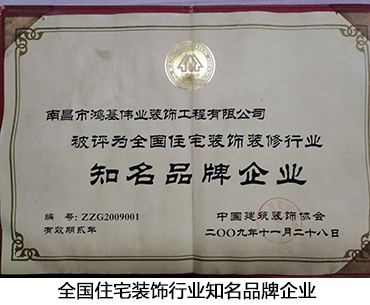 南昌市鸿基伟业装饰工程有限公司
被评为全国住宅装饰装修行业
知名品牌企业
编 号: ZZG2009001
有效期贰年
中国建筑装饰协会
二〇〇九年十一月二十八日
全国住宅装饰行业知名品牌企业